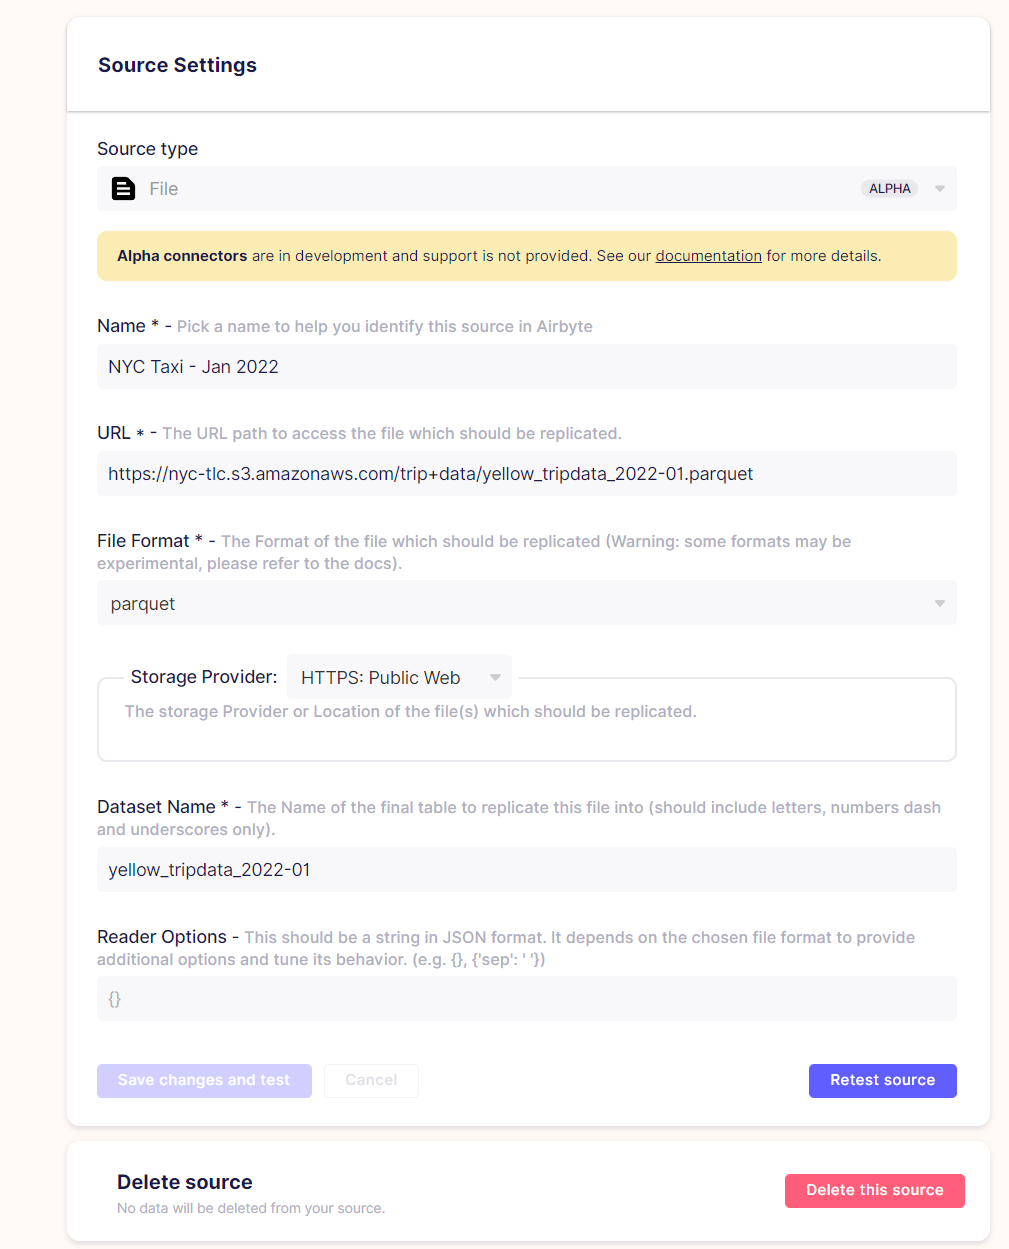 Source Settings
Source type
File
ALPHA
Alpha connectors are in development and support is not provided. See our documentation for more details.
Name * - Pick a name to help you identify this source in Airbyte
NYC Taxi - Jan 2022
URL * - The URL path to access the file which should be replicated.
https://nyc-tlc.s3.amazonaws.com/trip+data/yellow_tripdata_2022-01.parquet
File Format * - The Format of the file which should be replicated (Warning: some formats may be
experimental, please refer to the docs).
parquet
Storage Provider: HTTPS: Public Web
The storage Provider or Location of the file(s) which should be replicated.
Dataset Name * - The Name of the final table to replicate this file into (should include letters, numbers dash
and underscores only).
yellow_tripdata_2022-01
Reader Options - This should be a string in JSON format. It depends on the chosen file format to provide
additional options and tune its behavior. (e.g. {}, {'sep': ' '})
{}
Save changes and test
Cancel
Retest source
Delete source
No data will be deleted from your source.
Delete this source